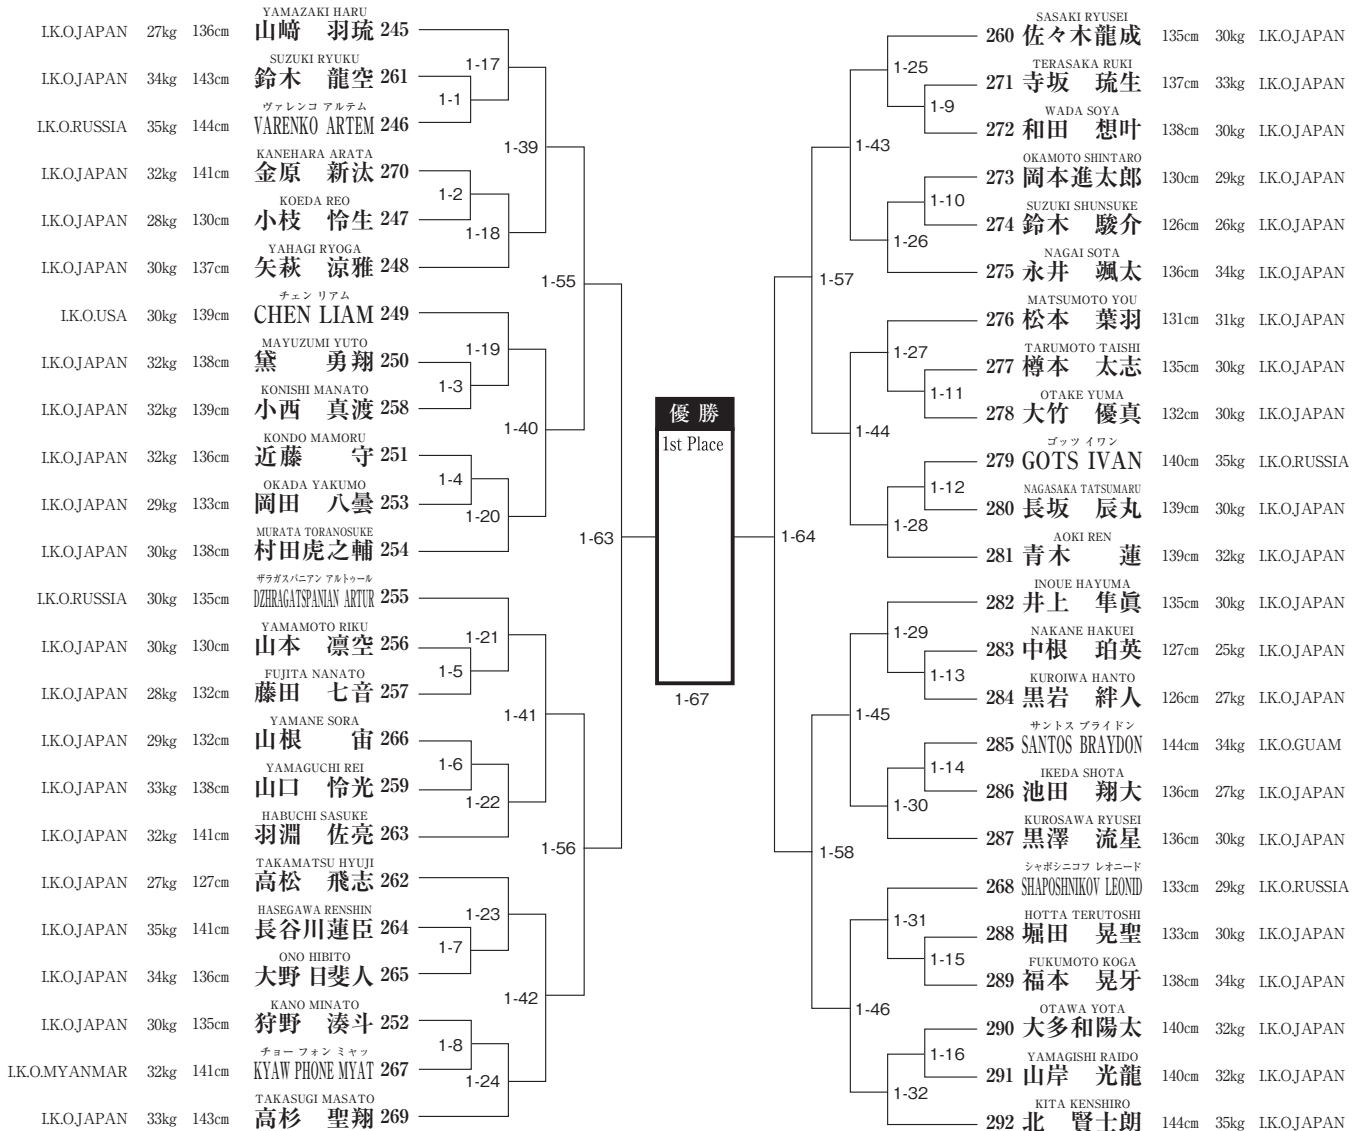 YAMAZAKI HARU
I.K.O.JAPAN 27kg 136cm 山﨑 羽琉 245
SUZUKI RYUKU
I.K.O.JAPAN 34kg 143cm 鈴木 龍空 261
ヴァレンコ アルテム
I.K.O.RUSSIA 35kg 144cm VARENKO ARTEM 246
KANEHARA ARATA
I.K.O.JAPAN 32kg 141cm 金原 新汰 270
KOEDA REO
I.K.O.JAPAN 28kg 130cm 小枝 怜生 247
YAHAGI RYOGA
I.K.O.JAPAN 30kg 137cm 矢萩 涼雅 248
チェン リアム
I.K.O.USA 30kg 139cm CHEN LIAM 249
MAYUZUMI YUTO
I.K.O.JAPAN 32kg 138cm 黛 勇翔 250
KONISHI MANATO
I.K.O.JAPAN 32kg 139cm 小西 真渡 258
KONDO MAMORU
I.K.O.JAPAN 32kg 136cm 近藤 守 251
OKADA YAKUMO
I.K.O.JAPAN 29kg 133cm 岡田 八曇 253
MURATA TORANOSUKE
I.K.O.JAPAN 30kg 138cm 村田虎之輔 254
ザラガスパニアン アルトゥール
I.K.O.RUSSIA 30kg 135cm DZHRAGATSPANIAN ARTUR 255
YAMAMOTO RIKU
I.K.O.JAPAN 30kg 130cm 山本 凛空 256
FUJITA NANATO
I.K.O.JAPAN 28kg 132cm 藤田 七音 257
YAMANE SORA
I.K.O.JAPAN 29kg 132cm 山根 宙 266
YAMAGUCHI REI
I.K.O.JAPAN 33kg 138cm 山口 怜光 259
HABUCHI SASUKE
I.K.O.JAPAN 32kg 141cm 羽淵 佐亮 263
TAKAMATSU HYUJI
I.K.O.JAPAN 27kg 127cm 高松 飛志 262
HASEGAWA RENSHIN
I.K.O.JAPAN 35kg 141cm 長谷川蓮臣 264
ONO HIBITO
I.K.O.JAPAN 34kg 136cm 大野 日斐人 265
KANO MINATO
I.K.O.JAPAN 30kg 135cm 狩野 湊斗 252
チョー フォン ミャッ
I.K.O.MYANMAR 32kg 141cm KYAW PHONE MYAT 267
TAKASUGI MASATO
I.K.O.JAPAN 33kg 143cm 高杉 聖翔 269
1-17
1-1
1-39
1-2
1-18
1-55
1-19
1-3
1-40
1-4
1-20
1-63
1-21
1-5
1-41
1-6
1-22
1-56
1-23
1-7
1-42
1-8
1-24
優勝
1st Place
1-67
1-25
1-9
1-43
1-10
1-26
1-57
1-27
1-11
1-44
1-12
1-28
1-64
1-29
1-13
1-45
1-14
1-30
1-58
1-31
1-15
1-46
1-16
1-32
SASAKI RYUSEI
260 佐々木龍成 135cm 30kg I.K.O.JAPAN
TERASAKA RUKI
271 寺坂 琉生 137cm 33kg I.K.O.JAPAN
WADA SOYA
272 和田 想叶 138cm 30kg I.K.O.JAPAN
OKAMOTO SHINTARO
273 岡本進太郎 130cm 29kg I.K.O.JAPAN
SUZUKI SHUNSUKE
274 鈴木 駿介 126cm 26kg I.K.O.JAPAN
NAGAI SOTA
275 永井 颯太 136cm 34kg I.K.O.JAPAN
MATSUMOTO YOU
276 松本 葉羽 131cm 31kg I.K.O.JAPAN
TARUMOTO TAISHI
277 樽本 太志 135cm 30kg I.K.O.JAPAN
OTAKE YUMA
278 大竹 優真 132cm 30kg I.K.O.JAPAN
ゴッツ イワン
279 GOTS IVAN 140cm 35kg I.K.O.RUSSIA
NAGASAKA TATSUMARU
280 長坂 辰丸 139cm 30kg I.K.O.JAPAN
AOKI REN
281 青木 蓮 139cm 32kg I.K.O.JAPAN
INOUE HAYUMA
282 井上 隼眞 135cm 30kg I.K.O.JAPAN
NAKANE HAKUEI
283 中根 珀英 127cm 25kg I.K.O.JAPAN
KUROIWA HANTO
284 黒岩 絆人 126cm 27kg I.K.O.JAPAN
サントス ブライドン
285 SANTOS BRAYDON 144cm 34kg I.K.O.GUAM
IKEDA SHOTA
286 池田 翔大 136cm 27kg I.K.O.JAPAN
KUROSAWA RYUSEI
287 黒澤 流星 136cm 30kg I.K.O.JAPAN
シャポシニコフ レオニード
268 SHAPOSHNIKOV LEONID 133cm 29kg I.K.O.RUSSIA
HOTTA TERUTOSHI
288 堀田 晃聖 133cm 30kg I.K.O.JAPAN
FUKUMOTO KOGA
289 福本 晃牙 138cm 34kg I.K.O.JAPAN
OTAWA YOTA
290 大多和陽太 140cm 32kg I.K.O.JAPAN
YAMAGISHI RAIDO
291 山岸 光龍 140cm 32kg I.K.O.JAPAN
KITA KENSHIRO
292 北 賢士朗 144cm 35kg I.K.O.JAPAN